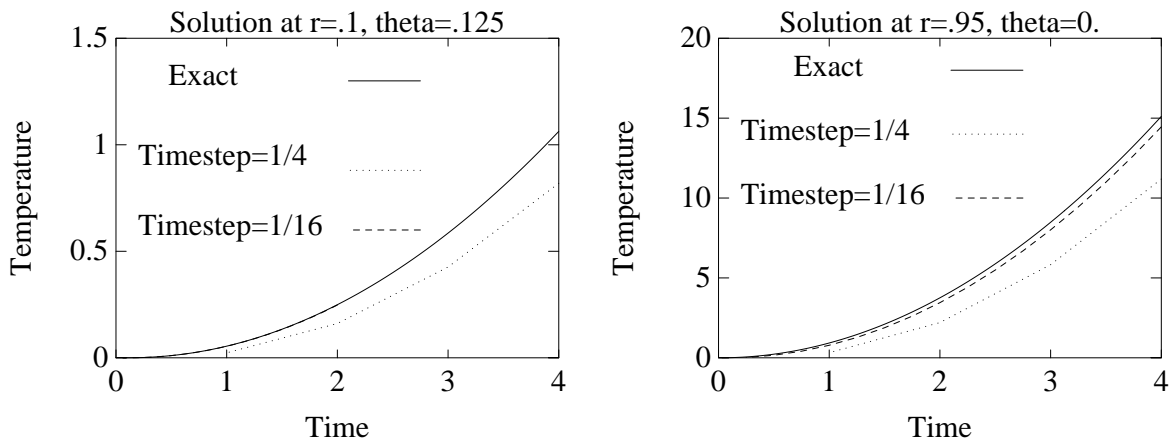 Solution at r=.1, theta=.125
1.5
1
0.5
0
Temperature
Exact
Timestep=1/4
Timestep=1/16
0 1 2 3 4
Time
Solution at r=.95, theta=0.
20
15
10
5
0
Temperature
Exact
Timestep=1/4
Timestep=1/16
0 1 2 3 4
Time